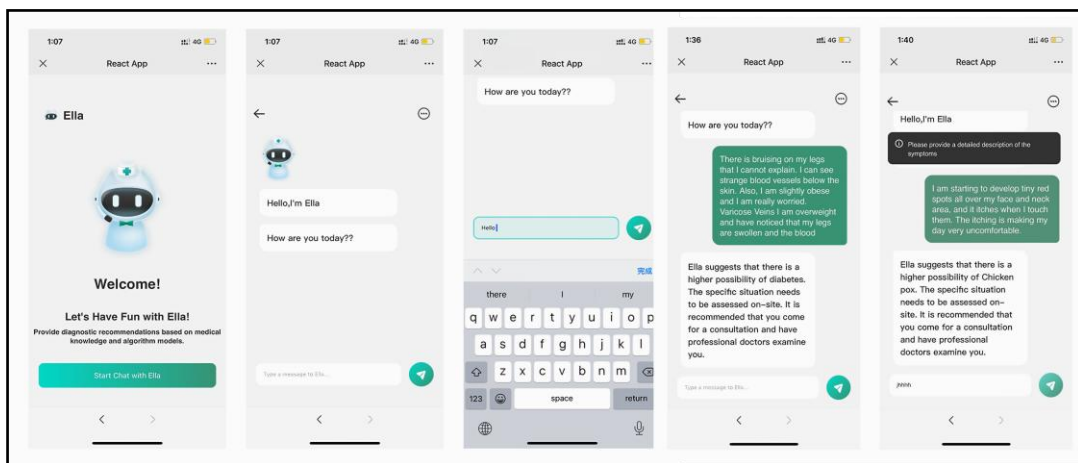 1:07
4G
React App
Ella
Welcome!
Let's Have Fun with Ella!
Provide diagnostic recommendations based on medical
knowledge and algorithm models.
Start Chat with Ella
1:07
4G
React App
Hello,I'm Ella
How are you today??
Type a message to Ella...
1:07
4G
React App
How are you today??
Hello
完成
there
I
my
q w e r t y u i o p
a s d f g h j k l
z x c v b n m
123
space
return
1:36
4G
React App
How are you today??
There is bruising on my legs
that I cannot explain. I can see
strange blood vessels below the
skin. Also, I am slightly obese
and I am really worried.
Varicose Veins I am overweight
and have noticed that my legs
are swollen and the blood
Ella suggests that there is a
higher possibility of diabetes.
The specific situation needs
to be assessed on-site. It is
recommended that you come
for a consultation and have
professional doctors examine
you.
Type a message to Ella...
1:40
4G
React App
Hello,I'm Ella
Please provide a detailed description of the
symptoms
I am starting to develop tiny red
spots all over my face and neck
area, and it itches when I touch
them. The itching is making my
day very uncomfortable.
Ella suggests that there is a
higher possibility of Chicken
pox. The specific situation
needs to be assessed on-
site. It is recommended that
you come for a consultation
and have professional
doctors examine you.